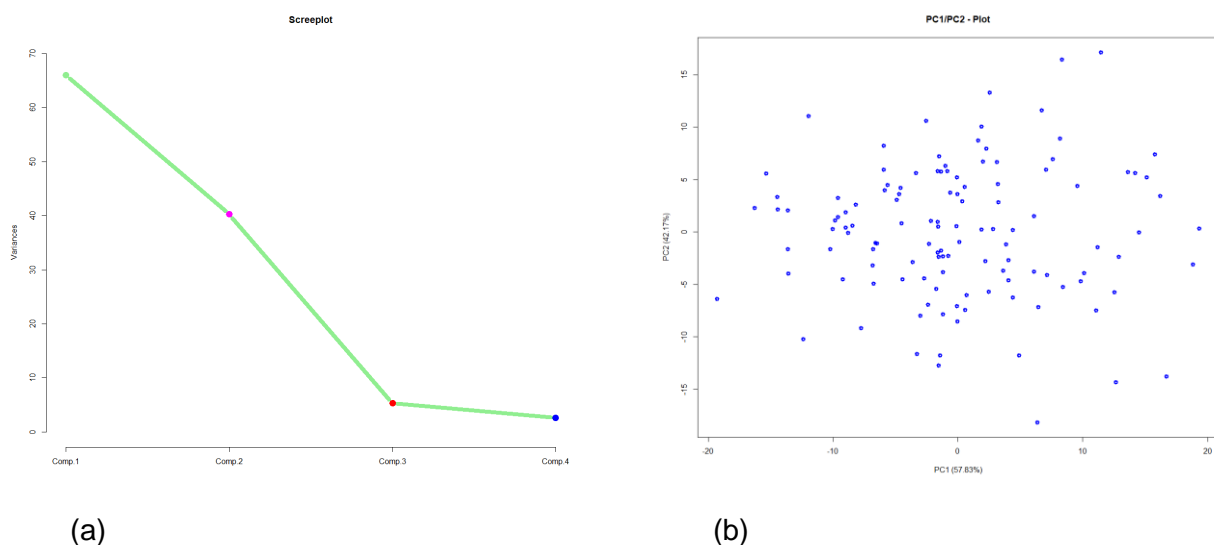 Screeplot
Variances
70
60
50
40
30
20
10
0
Comp.1 Comp.2 Comp.3 Comp.4
(a)
PC1/PC2 - Plot
PC2 (42.17%)
15
10
5
0
-5
-10
-15
-20 -10 0 10 20
PC1 (57.83%)
(b)